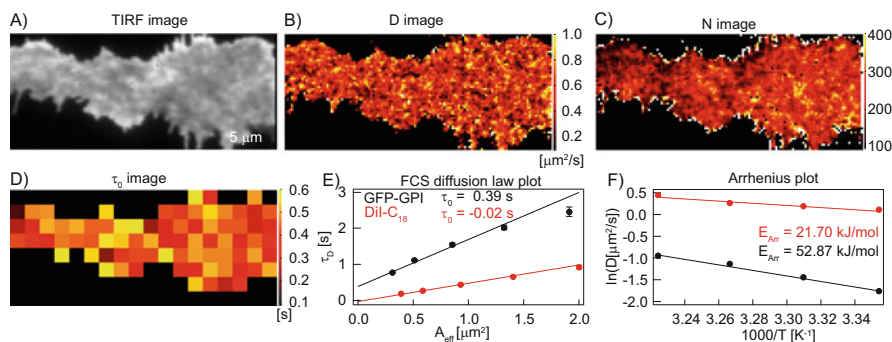 A) TIRF image
5 μm
B) D image
1.0
0.8
0.6
0.4
0.2
[μm²/s]
C) N image
400
300
200
100
D) τ₀ image
0.6
0.5
0.4
0.3
0.2
0.1
[s]
E) FCS diffusion law plot
GFP-GPI τ₀ = 0.39 s
DiI-C₁₈ τ₀ = -0.02 s
τ_D [s]
3
2
1
0
0.0 0.5 1.0 1.5 2.0
A_eff [μm²]
F) Arrhenius plot
E_Arr = 21.70 kJ/mol
E_Arr = 52.87 kJ/mol
ln(D[μm²/s])
0.5
0.0
-0.5
-1.0
-1.5
-2.0
3.24 3.26 3.28 3.30 3.32 3.34
1000/T [K⁻¹]